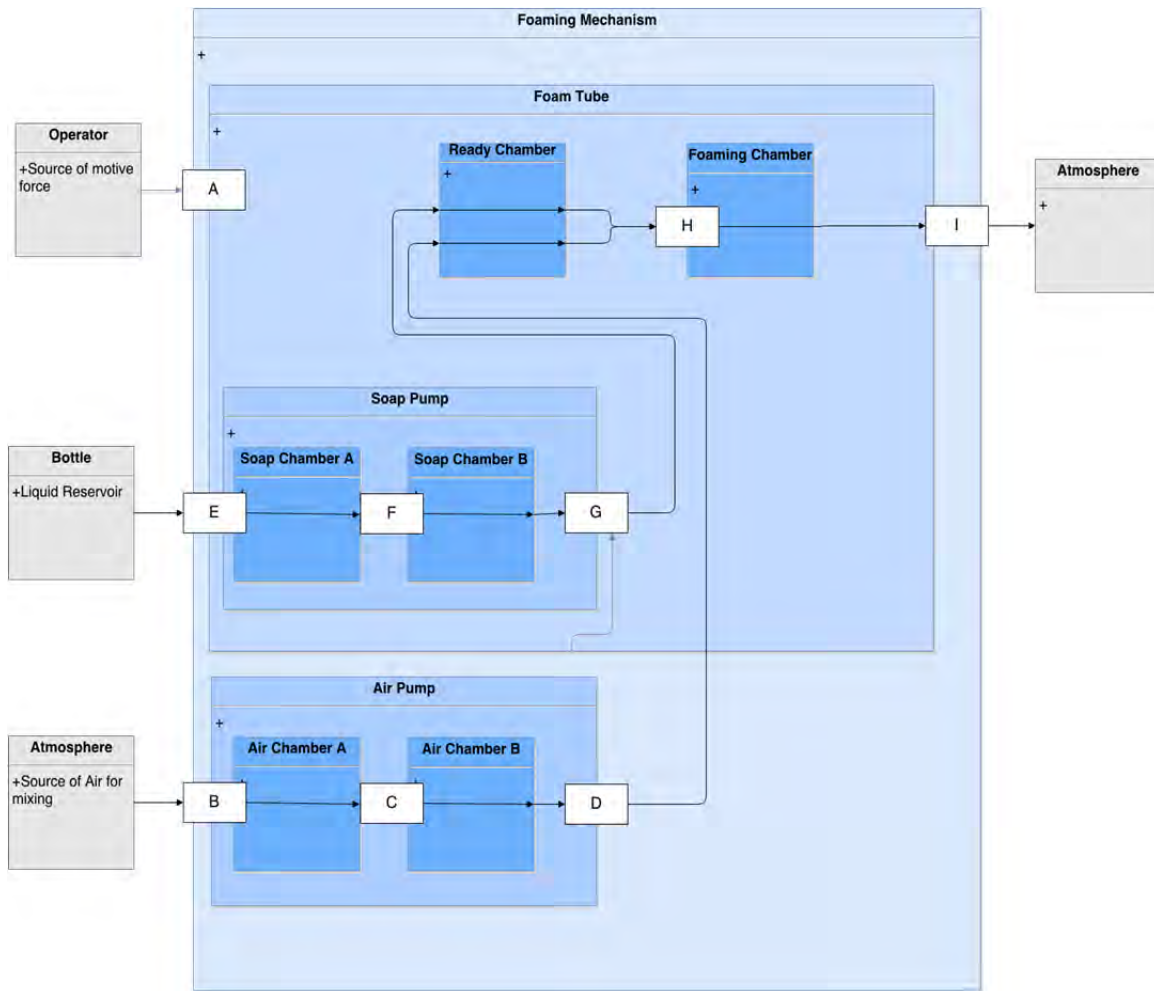 Foaming Mechanism
+
Foam Tube
+
Operator
+Source of motive
force
A
Ready Chamber
+
Foaming Chamber
+
H
I
Atmosphere
+
Soap Pump
+
Bottle
+Liquid Reservoir
Soap Chamber A
Soap Chamber B
E
F
G
Air Pump
+
Atmosphere
+Source of Air for
mixing
Air Chamber A
Air Chamber B
B
C
D